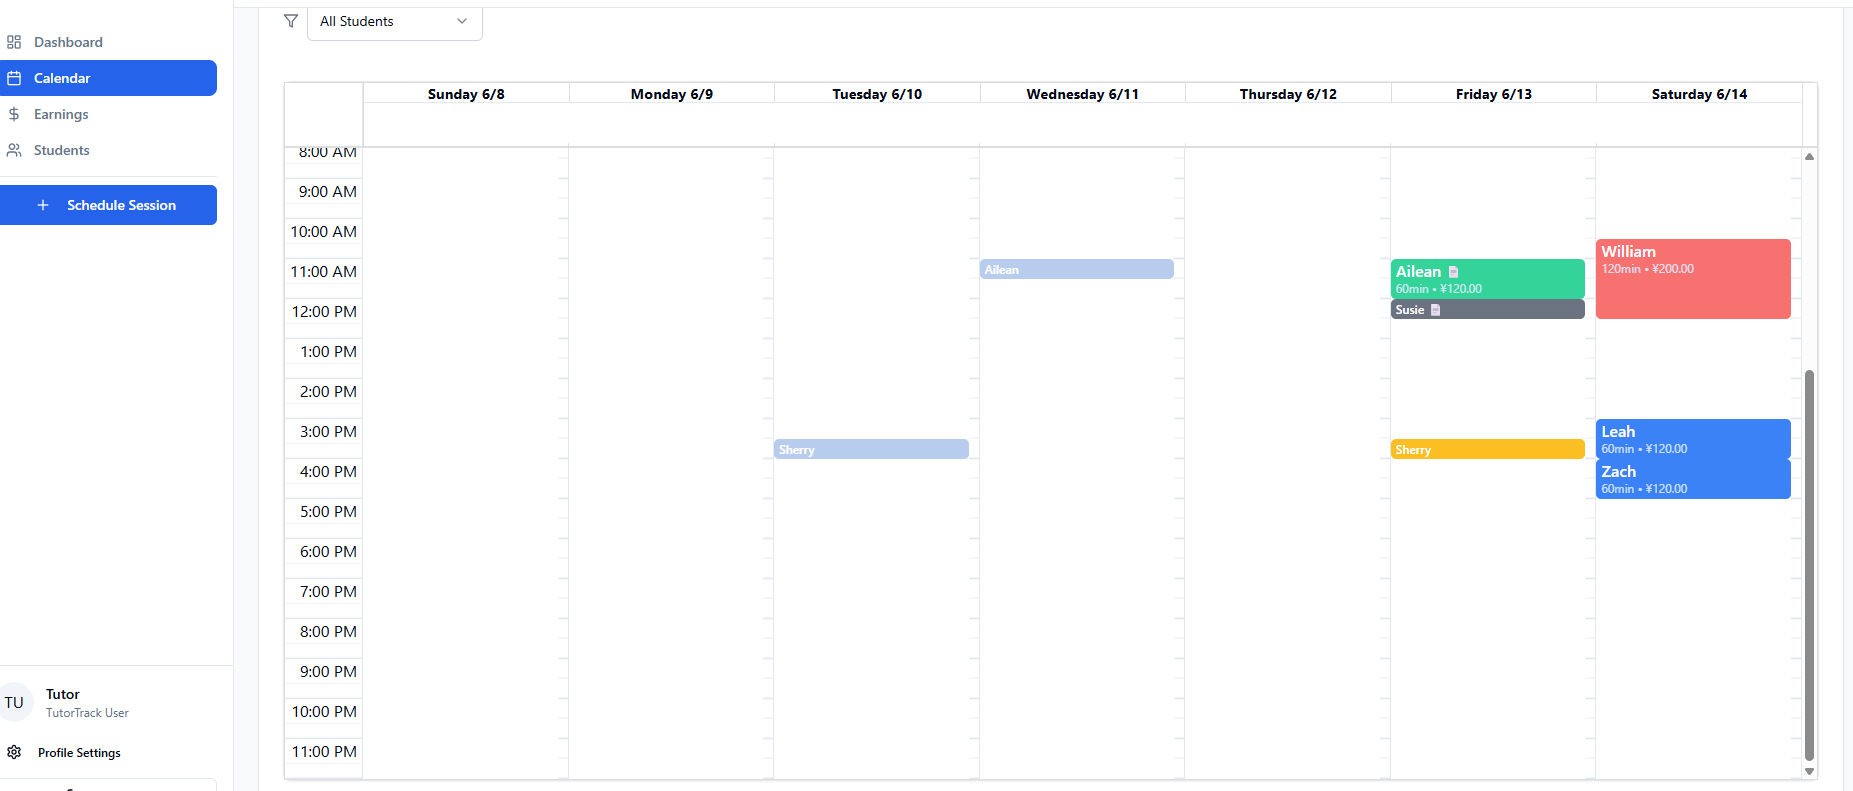 All Students
Dashboard
Calendar
Earnings
Students
Schedule Session
Sunday 6/8
Monday 6/9
Tuesday 6/10
Wednesday 6/11
Thursday 6/12
Friday 6/13
Saturday 6/14
8:00 AM
9:00 AM
10:00 AM
11:00 AM
12:00 PM
1:00 PM
2:00 PM
3:00 PM
4:00 PM
5:00 PM
6:00 PM
7:00 PM
8:00 PM
9:00 PM
10:00 PM
11:00 PM
Sherry
Ailean
Ailean
60min • ¥120.00
Susie
Sherry
William
120min • ¥200.00
Leah
60min • ¥120.00
Zach
60min • ¥120.00
TU
Tutor
TutorTrack User
Profile Settings